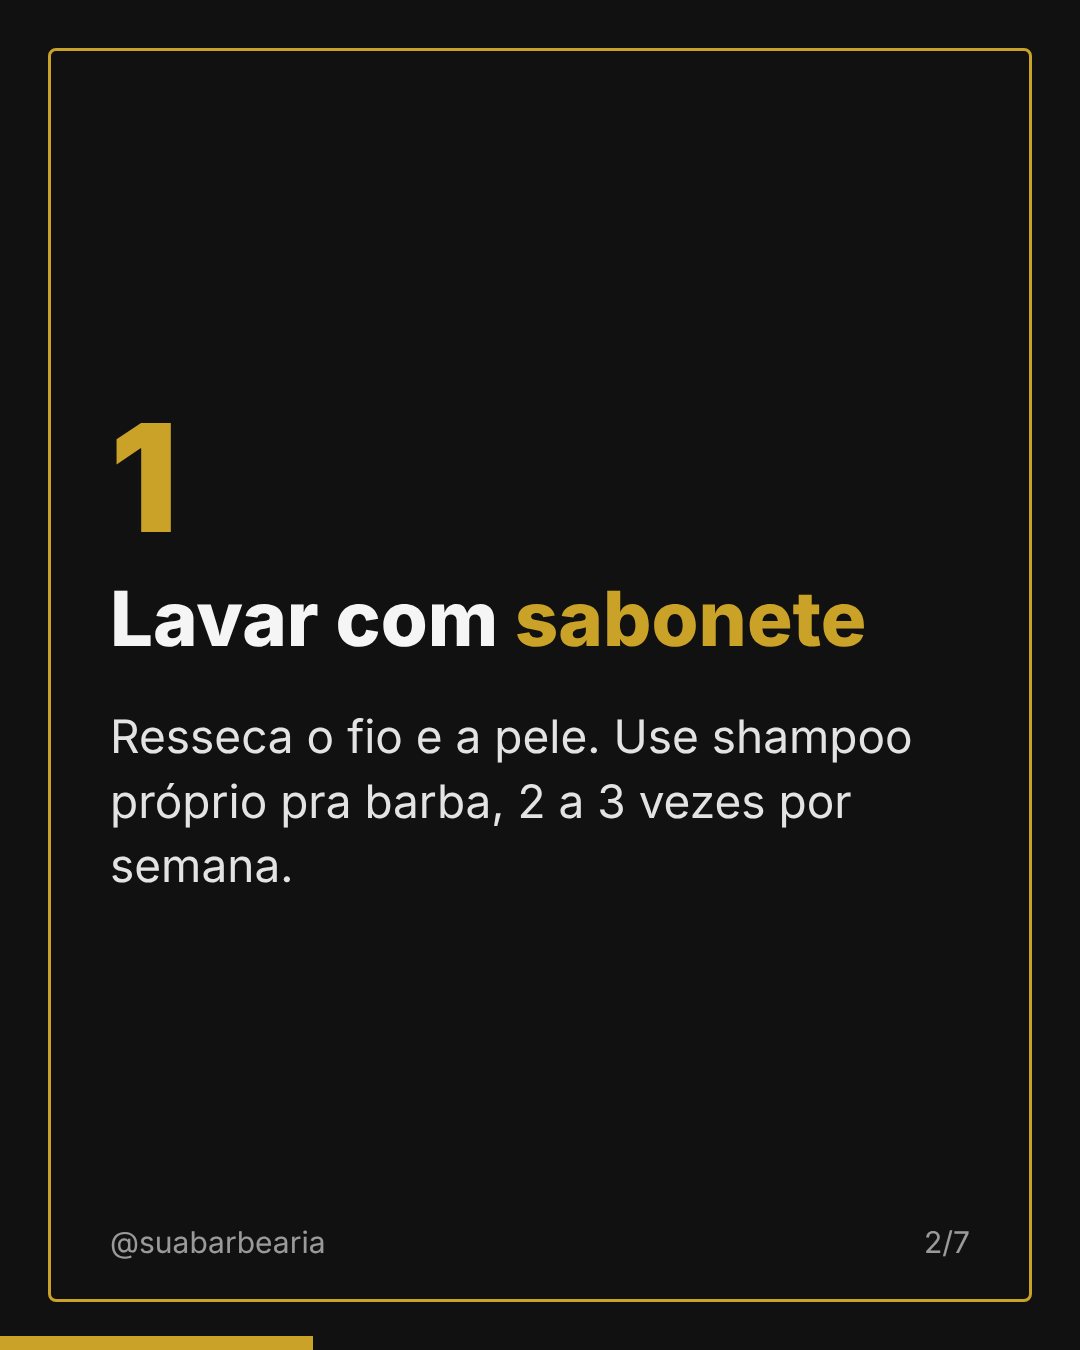 1
Lavar com sabonete
Resseca o fio e a pele. Use shampoo
próprio pra barba, 2 a 3 vezes por
semana.
@suabarbearia
2/7